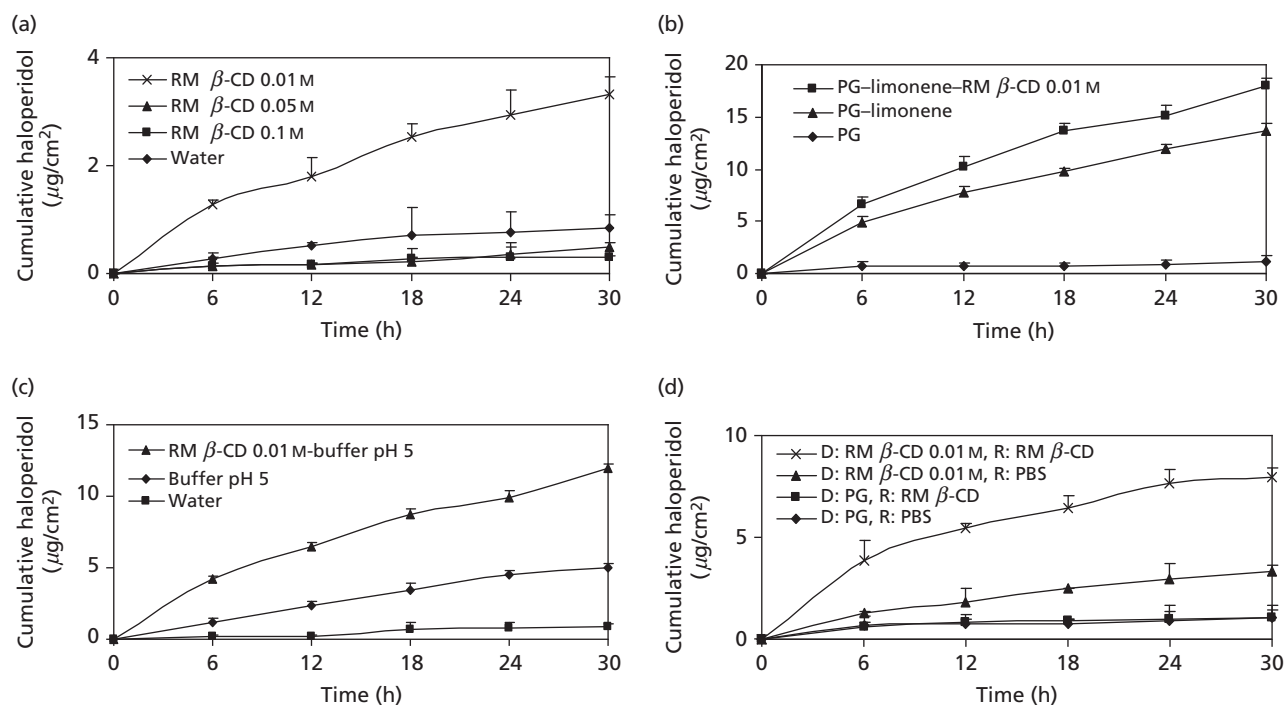 (a)
Cumulative haloperidol
(μg/cm²)
4
2
0
RM β-CD 0.01 M
RM β-CD 0.05 M
RM β-CD 0.1 M
Water
0 6 12 18 24 30
Time (h)
(b)
Cumulative haloperidol
(μg/cm²)
20
15
10
5
0
PG–limonene–RM β-CD 0.01 M
PG–limonene
PG
0 6 12 18 24 30
Time (h)
(c)
Cumulative haloperidol
(μg/cm²)
15
10
5
0
RM β-CD 0.01 M-buffer pH 5
Buffer pH 5
Water
0 6 12 18 24 30
Time (h)
(d)
Cumulative haloperidol
(μg/cm²)
10
5
0
D: RM β-CD 0.01 M, R: RM β-CD
D: RM β-CD 0.01 M, R: PBS
D: PG, R: RM β-CD
D: PG, R: PBS
0 6 12 18 24 30
Time (h)